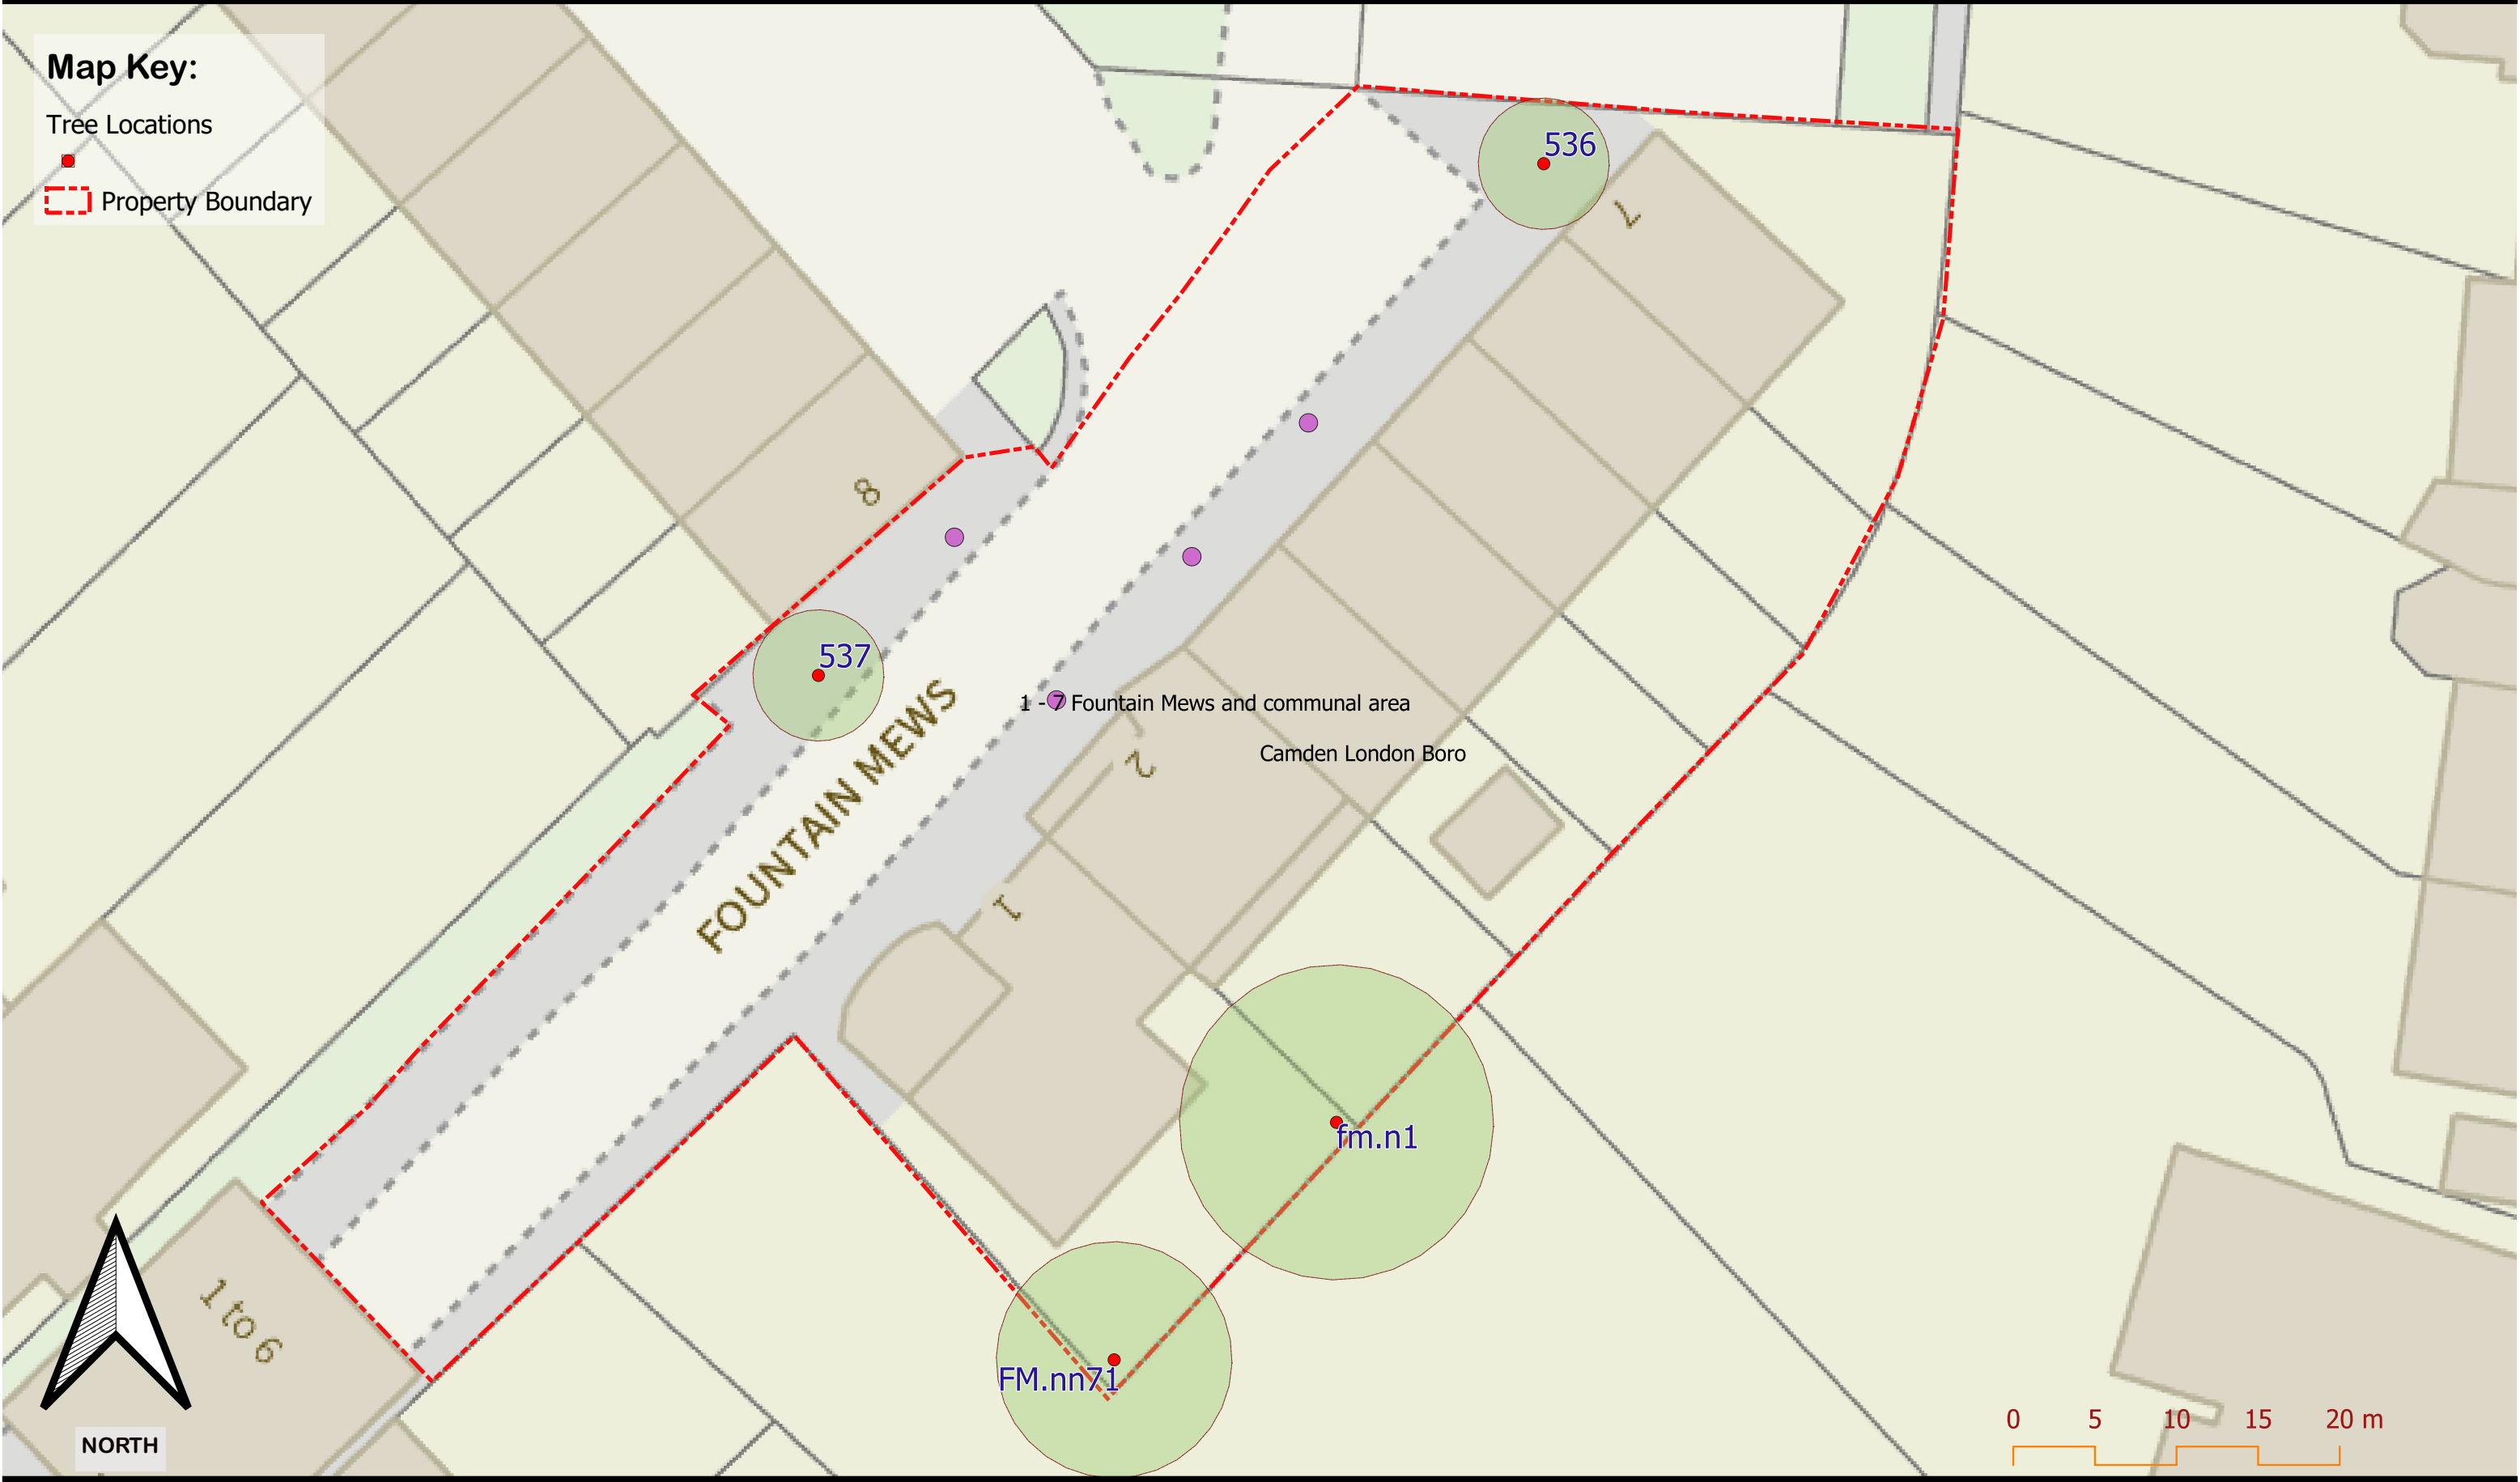 Map Key:
Tree Locations
Property Boundary
536
7
8
537
FOUNTAIN MEWS
1 - 7 Fountain Mews and communal area
Camden London Boro
2
1
fm.n1
FM.nn71
1 to 6
NORTH
0 5 10 15 20 m